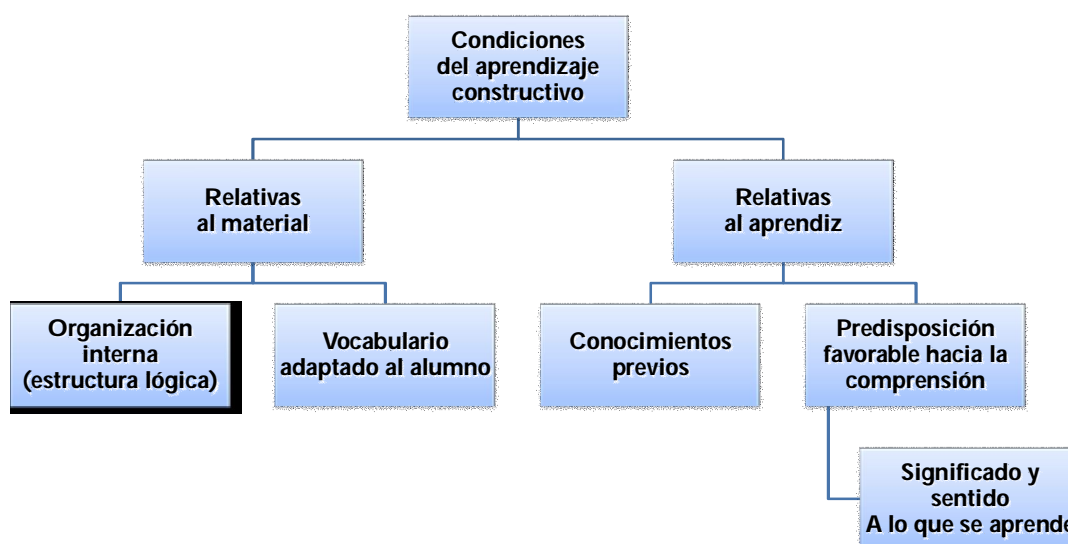 Condiciones
del aprendizaje
constructivo
Relativas
al material
Relativas
al aprendiz
Organización
interna
(estructura lógica)
Vocabulario
adaptado al alumno
Conocimientos
previos
Predisposición
favorable hacia la
comprensión
Significado y
sentido
A lo que se aprende